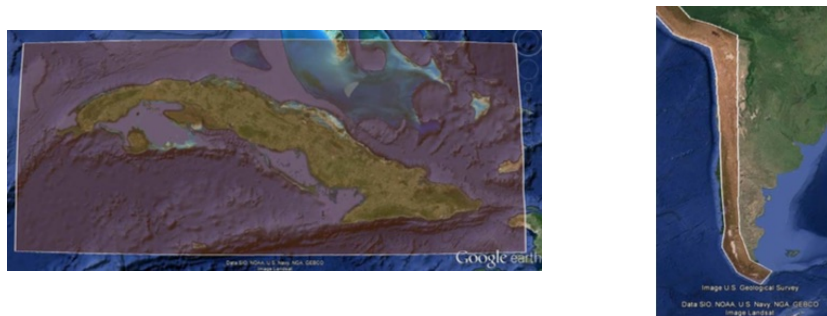 Data SIO, NOAA, U.S. Navy, NGA, GEBCO
Image Landsat
Google earth
Image U.S. Geological Survey
Data SIO, NOAA, U.S. Navy, NGA, GEBCO
Image Landsat